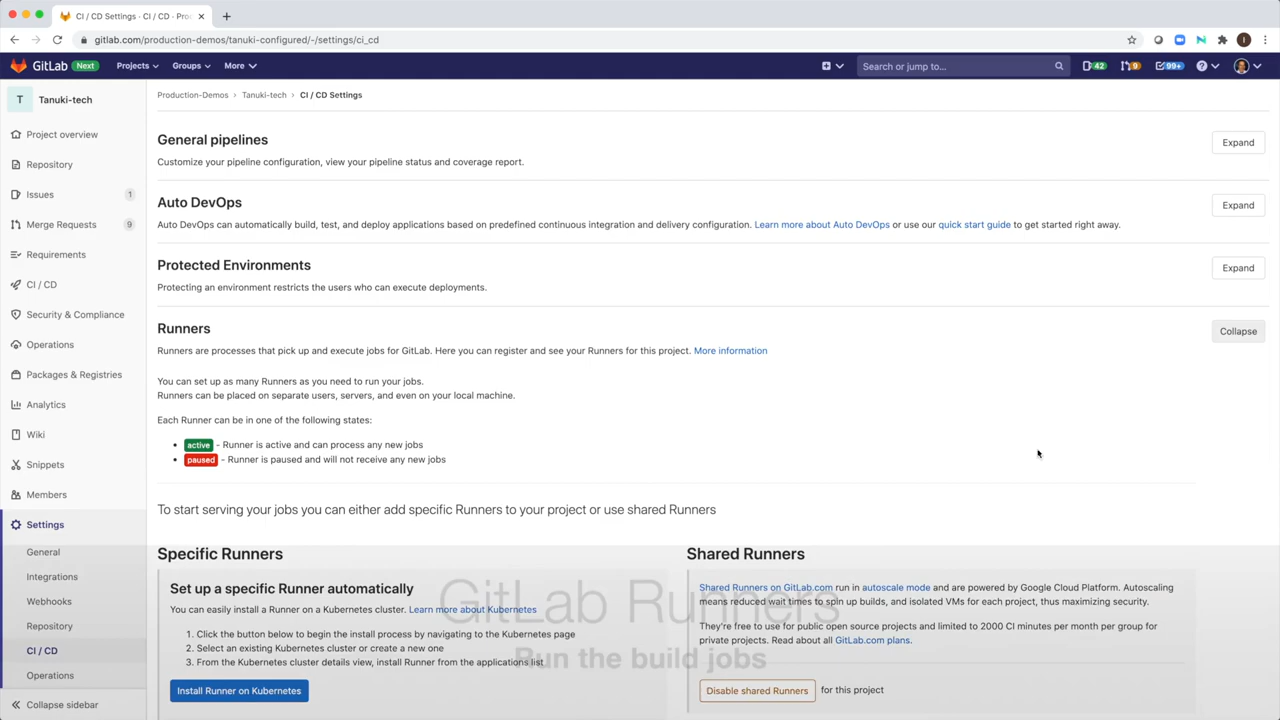 CI / CD Settings · CI / CD · Pro
gitlab.com/production-demos/tanuki-configured/-/settings/ci_cd
GitLab Next Projects Groups More Search or jump to... 42 9 99+
T Tanuki-tech
Project overview
Repository
Issues 1
Merge Requests 9
Requirements
CI / CD
Security & Compliance
Operations
Packages & Registries
Analytics
Wiki
Snippets
Members
Settings
General
Integrations
Webhooks
Repository
CI / CD
Operations
Collapse sidebar
Production-Demos > Tanuki-tech > CI / CD Settings
General pipelines
Expand
Customize your pipeline configuration, view your pipeline status and coverage report.
Auto DevOps
Expand
Auto DevOps can automatically build, test, and deploy applications based on predefined continuous integration and delivery configuration. Learn more about Auto DevOps or use our quick start guide to get started right away.
Protected Environments
Expand
Protecting an environment restricts the users who can execute deployments.
Runners
Collapse
Runners are processes that pick up and execute jobs for GitLab. Here you can register and see your Runners for this project. More information
You can set up as many Runners as you need to run your jobs.
Runners can be placed on separate users, servers, and even on your local machine.
Each Runner can be in one of the following states:
• active - Runner is active and can process any new jobs
• paused - Runner is paused and will not receive any new jobs
To start serving your jobs you can either add specific Runners to your project or use shared Runners
Specific Runners
Set up a specific Runner automatically
You can easily install a Runner on a Kubernetes cluster. Learn more about Kubernetes
1. Click the button below to begin the install process by navigating to the Kubernetes page
2. Select an existing Kubernetes cluster or create a new one
3. From the Kubernetes cluster details view, install Runner from the applications list
Install Runner on Kubernetes
Shared Runners
Shared Runners on GitLab.com run in autoscale mode and are powered by Google Cloud Platform. Autoscaling
means reduced wait times to spin up builds, and isolated VMs for each project, thus maximizing security.
They're free to use for public open source projects and limited to 2000 CI minutes per month per group for
private projects. Read about all GitLab.com plans.
Disable shared Runners for this project
GitLab Runners
Run the build jobs